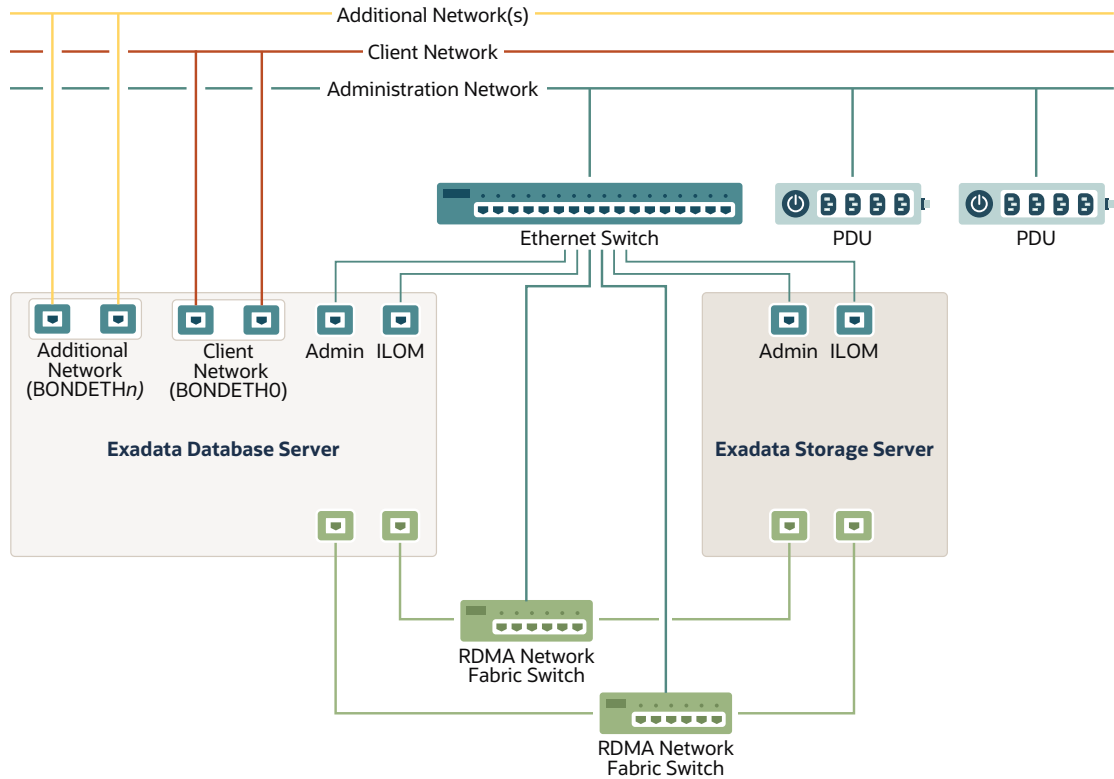 Additional Network(s)
Client Network
Administration Network
Ethernet Switch
PDU
PDU
Additional
Network
(BONDETHn)
Client
Network
(BONDETH0)
Admin
ILOM
Admin
ILOM
Exadata Database Server
Exadata Storage Server
RDMA Network
Fabric Switch
RDMA Network
Fabric Switch